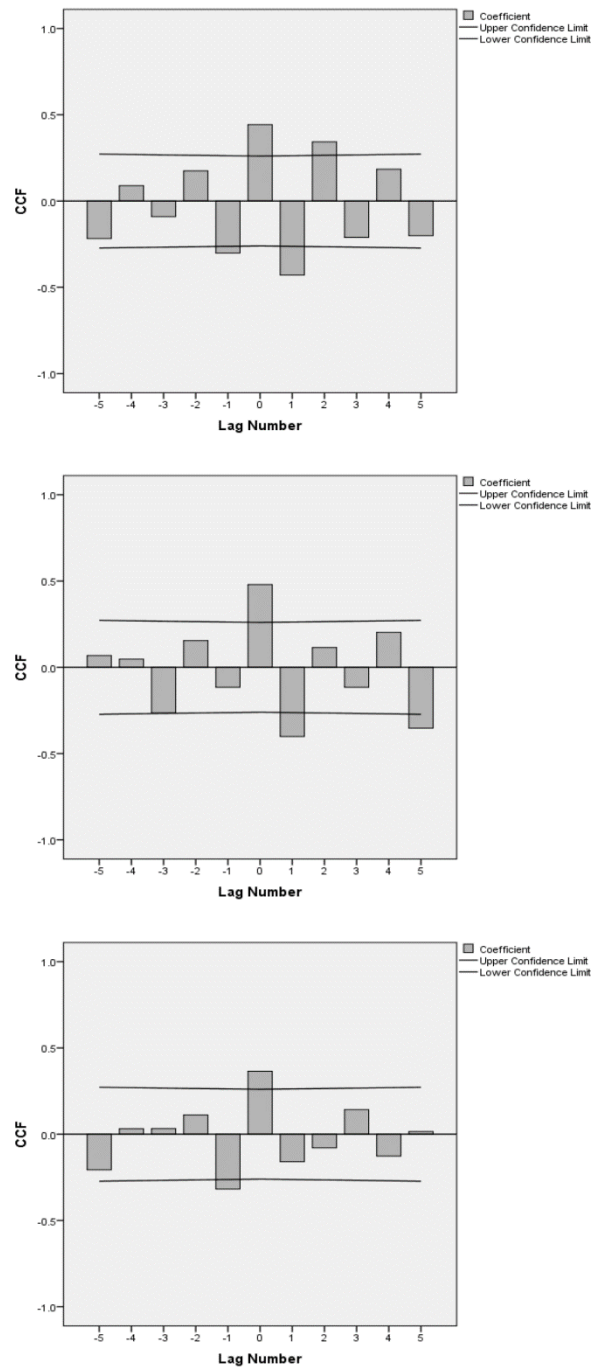 Coefficient
Upper Confidence Limit
Lower Confidence Limit
1.0
0.5
0.0
-0.5
-1.0
CCF
-5 -4 -3 -2 -1 0 1 2 3 4 5
Lag Number
Coefficient
Upper Confidence Limit
Lower Confidence Limit
1.0
0.5
0.0
-0.5
-1.0
CCF
-5 -4 -3 -2 -1 0 1 2 3 4 5
Lag Number
Coefficient
Upper Confidence Limit
Lower Confidence Limit
1.0
0.5
0.0
-0.5
-1.0
CCF
-5 -4 -3 -2 -1 0 1 2 3 4 5
Lag Number